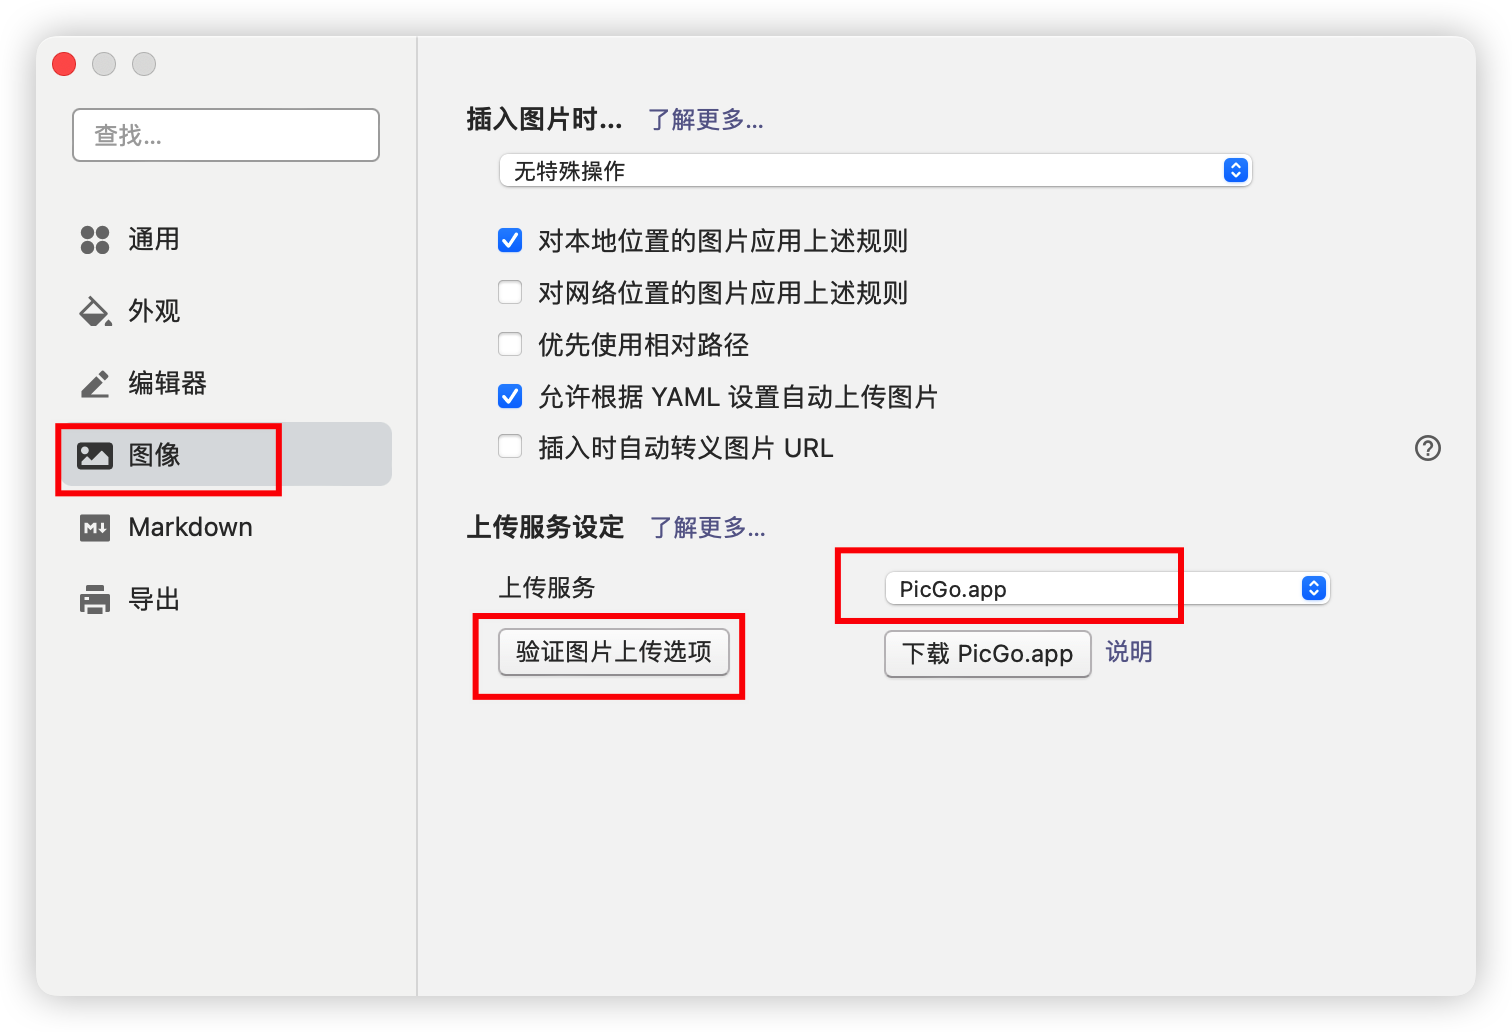 查找...
通用
外观
编辑器
图像
Markdown
导出
插入图片时... 了解更多...
无特殊操作
对本地位置的图片应用上述规则
对网络位置的图片应用上述规则
优先使用相对路径
允许根据 YAML 设置自动上传图片
插入时自动转义图片 URL
上传服务设定 了解更多...
上传服务 PicGo.app
验证图片上传选项 下载 PicGo.app 说明